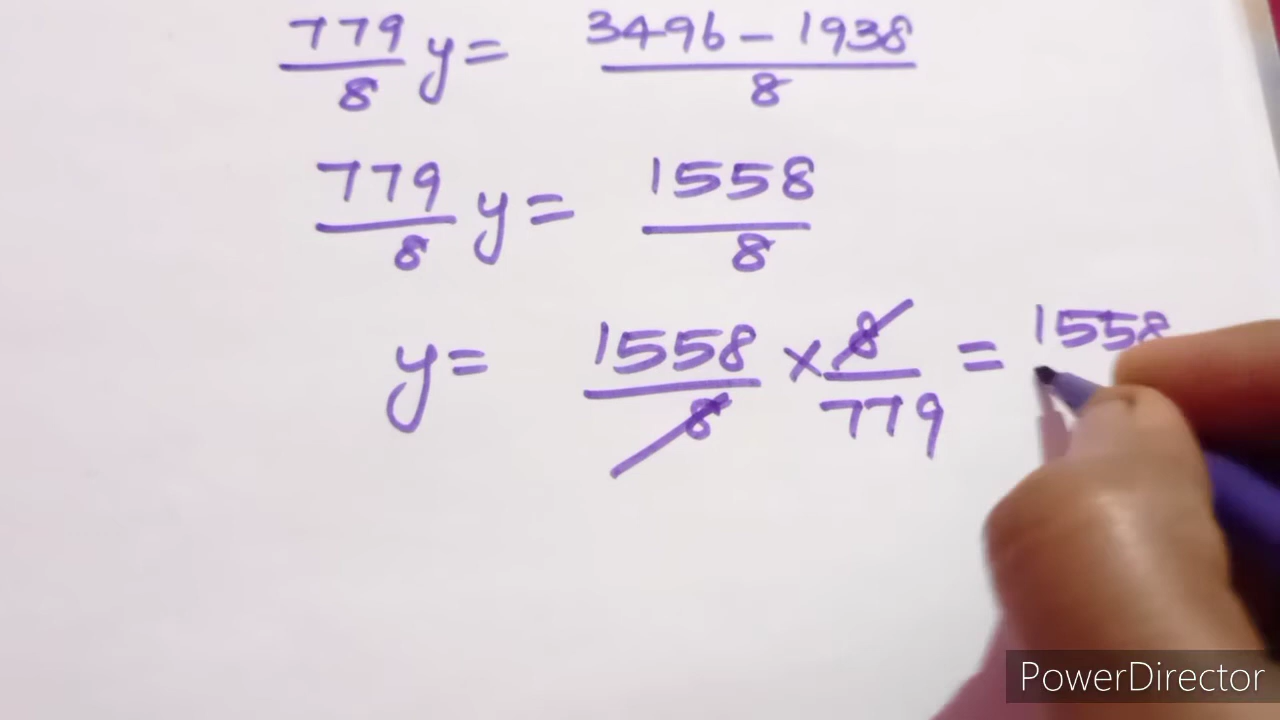 779/8 y = 3496 - 1938/8
779/8 y = 1558/8
y = 1558/8 × 8/779 = 1558
PowerDirector